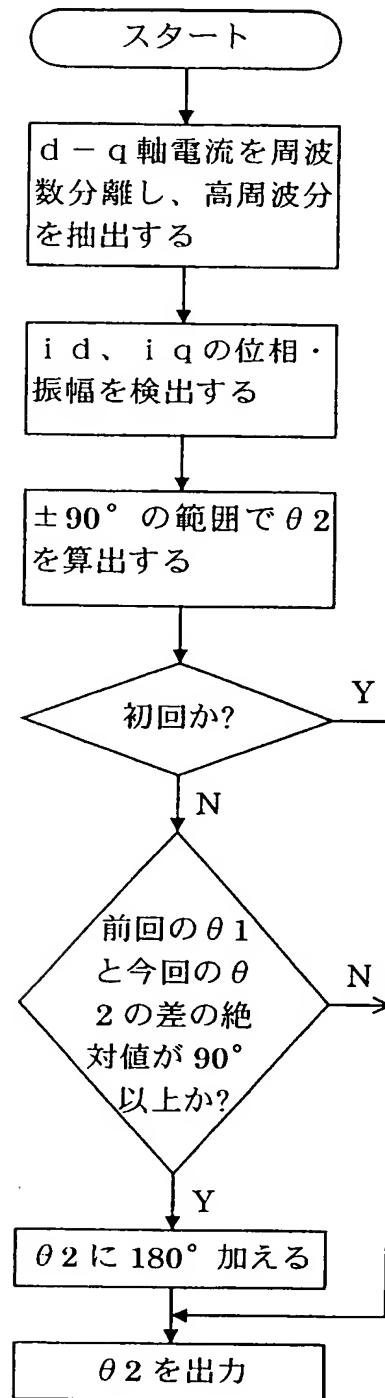 スタート
d－q軸電流を周波
数分離し、高周波分
を抽出する
id、iqの位相・
振幅を検出する
±90°の範囲でθ2
を算出する
初回か?
Y
N
前回のθ1
と今回のθ
2の差の絶
対値が90°
以上か?
N
Y
θ2に180°加える
θ2を出力